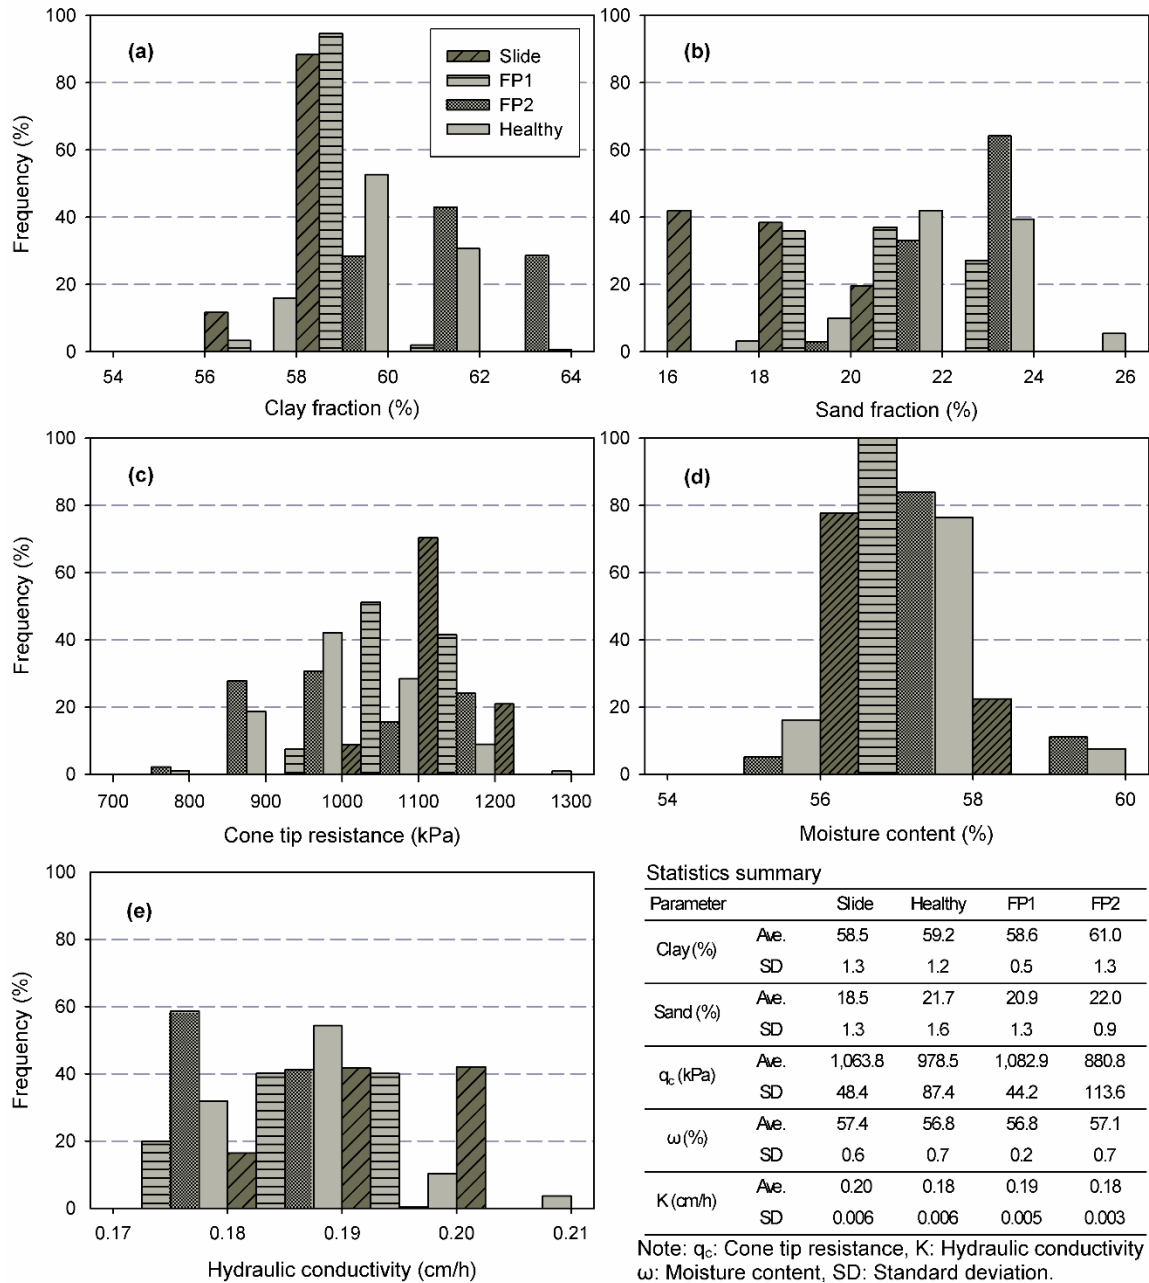 (a)
Slide
FP1
FP2
Healthy
100
80
60
40
20
0
Frequency (%)
54 56 58 60 62 64
Clay fraction (%)
(b)
100
80
60
40
20
0
16 18 20 22 24 26
Sand fraction (%)
(c)
100
80
60
40
20
0
Frequency (%)
700 800 900 1000 1100 1200 1300
Cone tip resistance (kPa)
(d)
100
80
60
40
20
0
54 56 58 60
Moisture content (%)
(e)
100
80
60
40
20
0
Frequency (%)
0.17 0.18 0.19 0.20 0.21
Hydraulic conductivity (cm/h)
Statistics summary
Parameter Slide Healthy FP1 FP2
Clay (%) Ave. 58.5 59.2 58.6 61.0
SD 1.3 1.2 0.5 1.3
Sand (%) Ave. 18.5 21.7 20.9 22.0
SD 1.3 1.6 1.3 0.9
qc (kPa) Ave. 1,063.8 978.5 1,082.9 880.8
SD 48.4 87.4 44.2 113.6
ω (%) Ave. 57.4 56.8 56.8 57.1
SD 0.6 0.7 0.2 0.7
K (cm/h) Ave. 0.20 0.18 0.19 0.18
SD 0.006 0.006 0.005 0.003
Note: qc: Cone tip resistance, K: Hydraulic conductivity
ω: Moisture content, SD: Standard deviation.